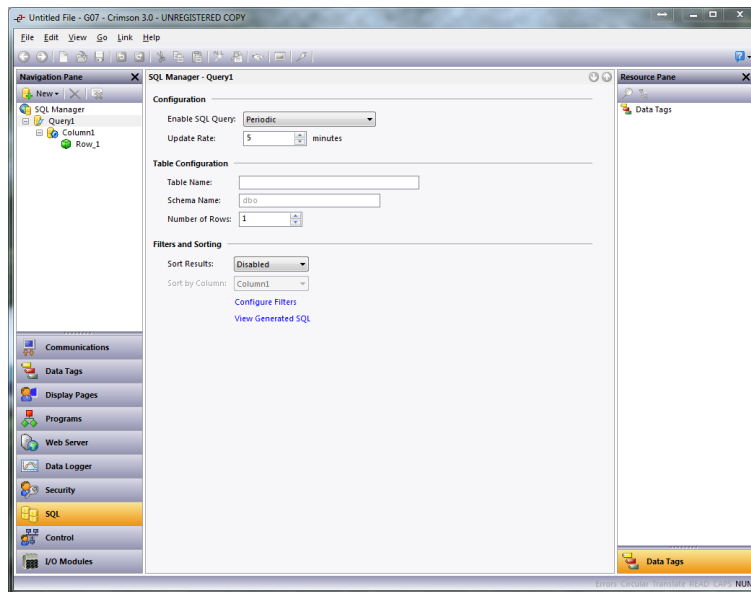 Untitled File - G07 - Crimson 3.0 - UNREGISTERED COPY
File Edit View Go Link Help
Navigation Pane
New
SQL Manager
Query1
Column1
Row_1
Communications
Data Tags
Display Pages
Programs
Web Server
Data Logger
Security
SQL
Control
I/O Modules
SQL Manager - Query1
Configuration
Enable SQL Query: Periodic
Update Rate: 5 minutes
Table Configuration
Table Name:
Schema Name: dbo
Number of Rows: 1
Filters and Sorting
Sort Results: Disabled
Sort by Column: Column1
Configure Filters
View Generated SQL
Resource Pane
Data Tags
Data Tags
Errors Circular Translate READ CAPS NUM